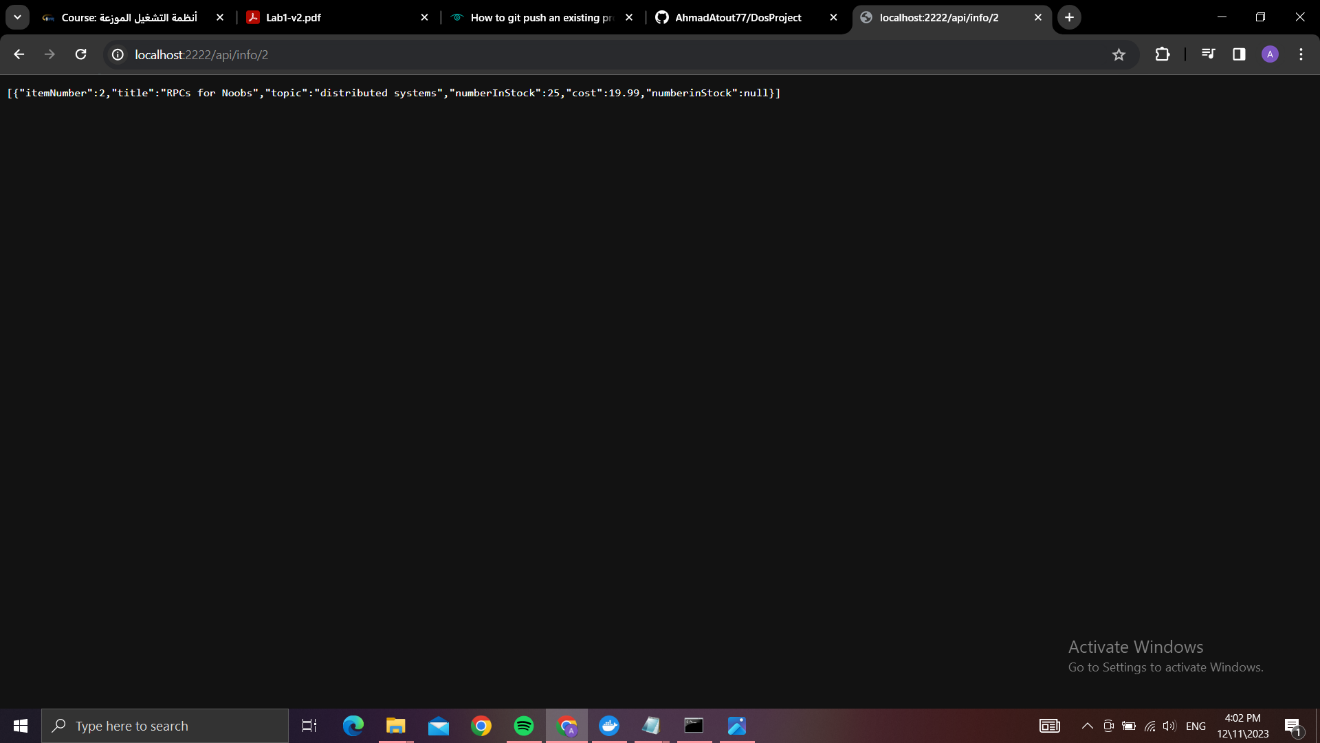 Course: أنظمة التشغيل الموزعة
Lab1-v2.pdf
How to git push an existing pr
AhmadAtout77/DosProject
localhost:2222/api/info/2
localhost:2222/api/info/2
A
[{"itemNumber":2,"title":"RPCs for Noobs","topic":"distributed systems","numberInStock":25,"cost":19.99,"numberinStock":null}]
Activate Windows
Go to Settings to activate Windows.
Type here to search
A
ENG
4:02 PM
12\11\2023
1